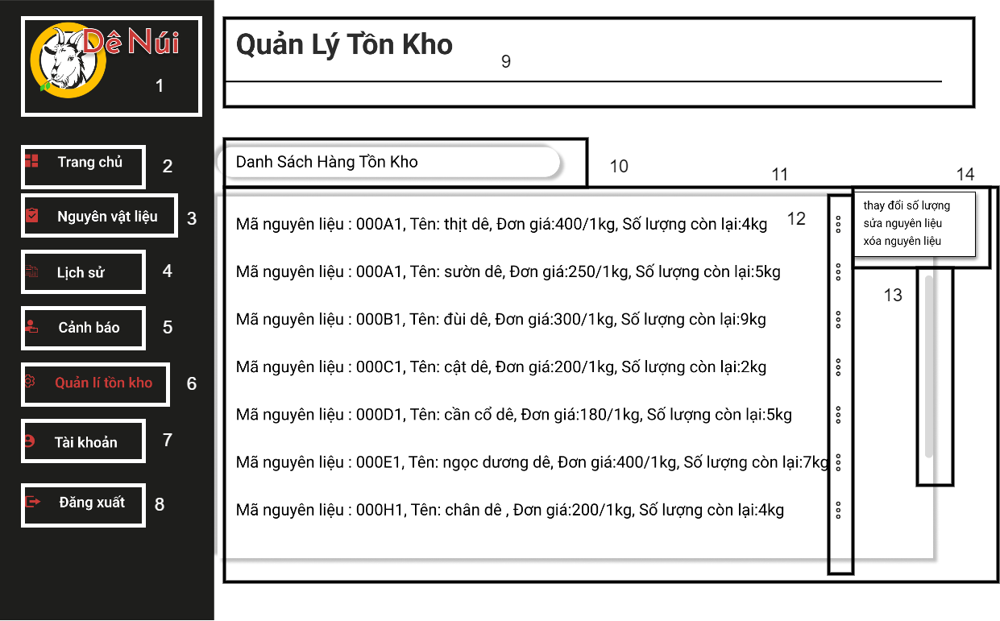 Dê Núi
1
Trang chủ
2
Nguyên vật liệu
3
Lịch sử
4
Cảnh báo
5
Quản lí tồn kho
6
Tài khoản
7
Đăng xuất
8
Quản Lý Tồn Kho
9
Danh Sách Hàng Tồn Kho
10
11
14
thay đổi số lượng
sửa nguyên liệu
xóa nguyên liệu
Mã nguyên liệu : 000A1, Tên: thịt dê, Đơn giá:400/1kg, Số lượng còn lại:4kg
12
Mã nguyên liệu : 000A1, Tên: sườn dê, Đơn giá:250/1kg, Số lượng còn lại:5kg
13
Mã nguyên liệu : 000B1, Tên: đùi dê, Đơn giá:300/1kg, Số lượng còn lại:9kg
Mã nguyên liệu : 000C1, Tên: cật dê, Đơn giá:200/1kg, Số lượng còn lại:2kg
Mã nguyên liệu : 000D1, Tên: cần cổ dê, Đơn giá:180/1kg, Số lượng còn lại:5kg
Mã nguyên liệu : 000E1, Tên: ngọc dương dê, Đơn giá:400/1kg, Số lượng còn lại:7kg
Mã nguyên liệu : 000H1, Tên: chân dê , Đơn giá:200/1kg, Số lượng còn lại:4kg